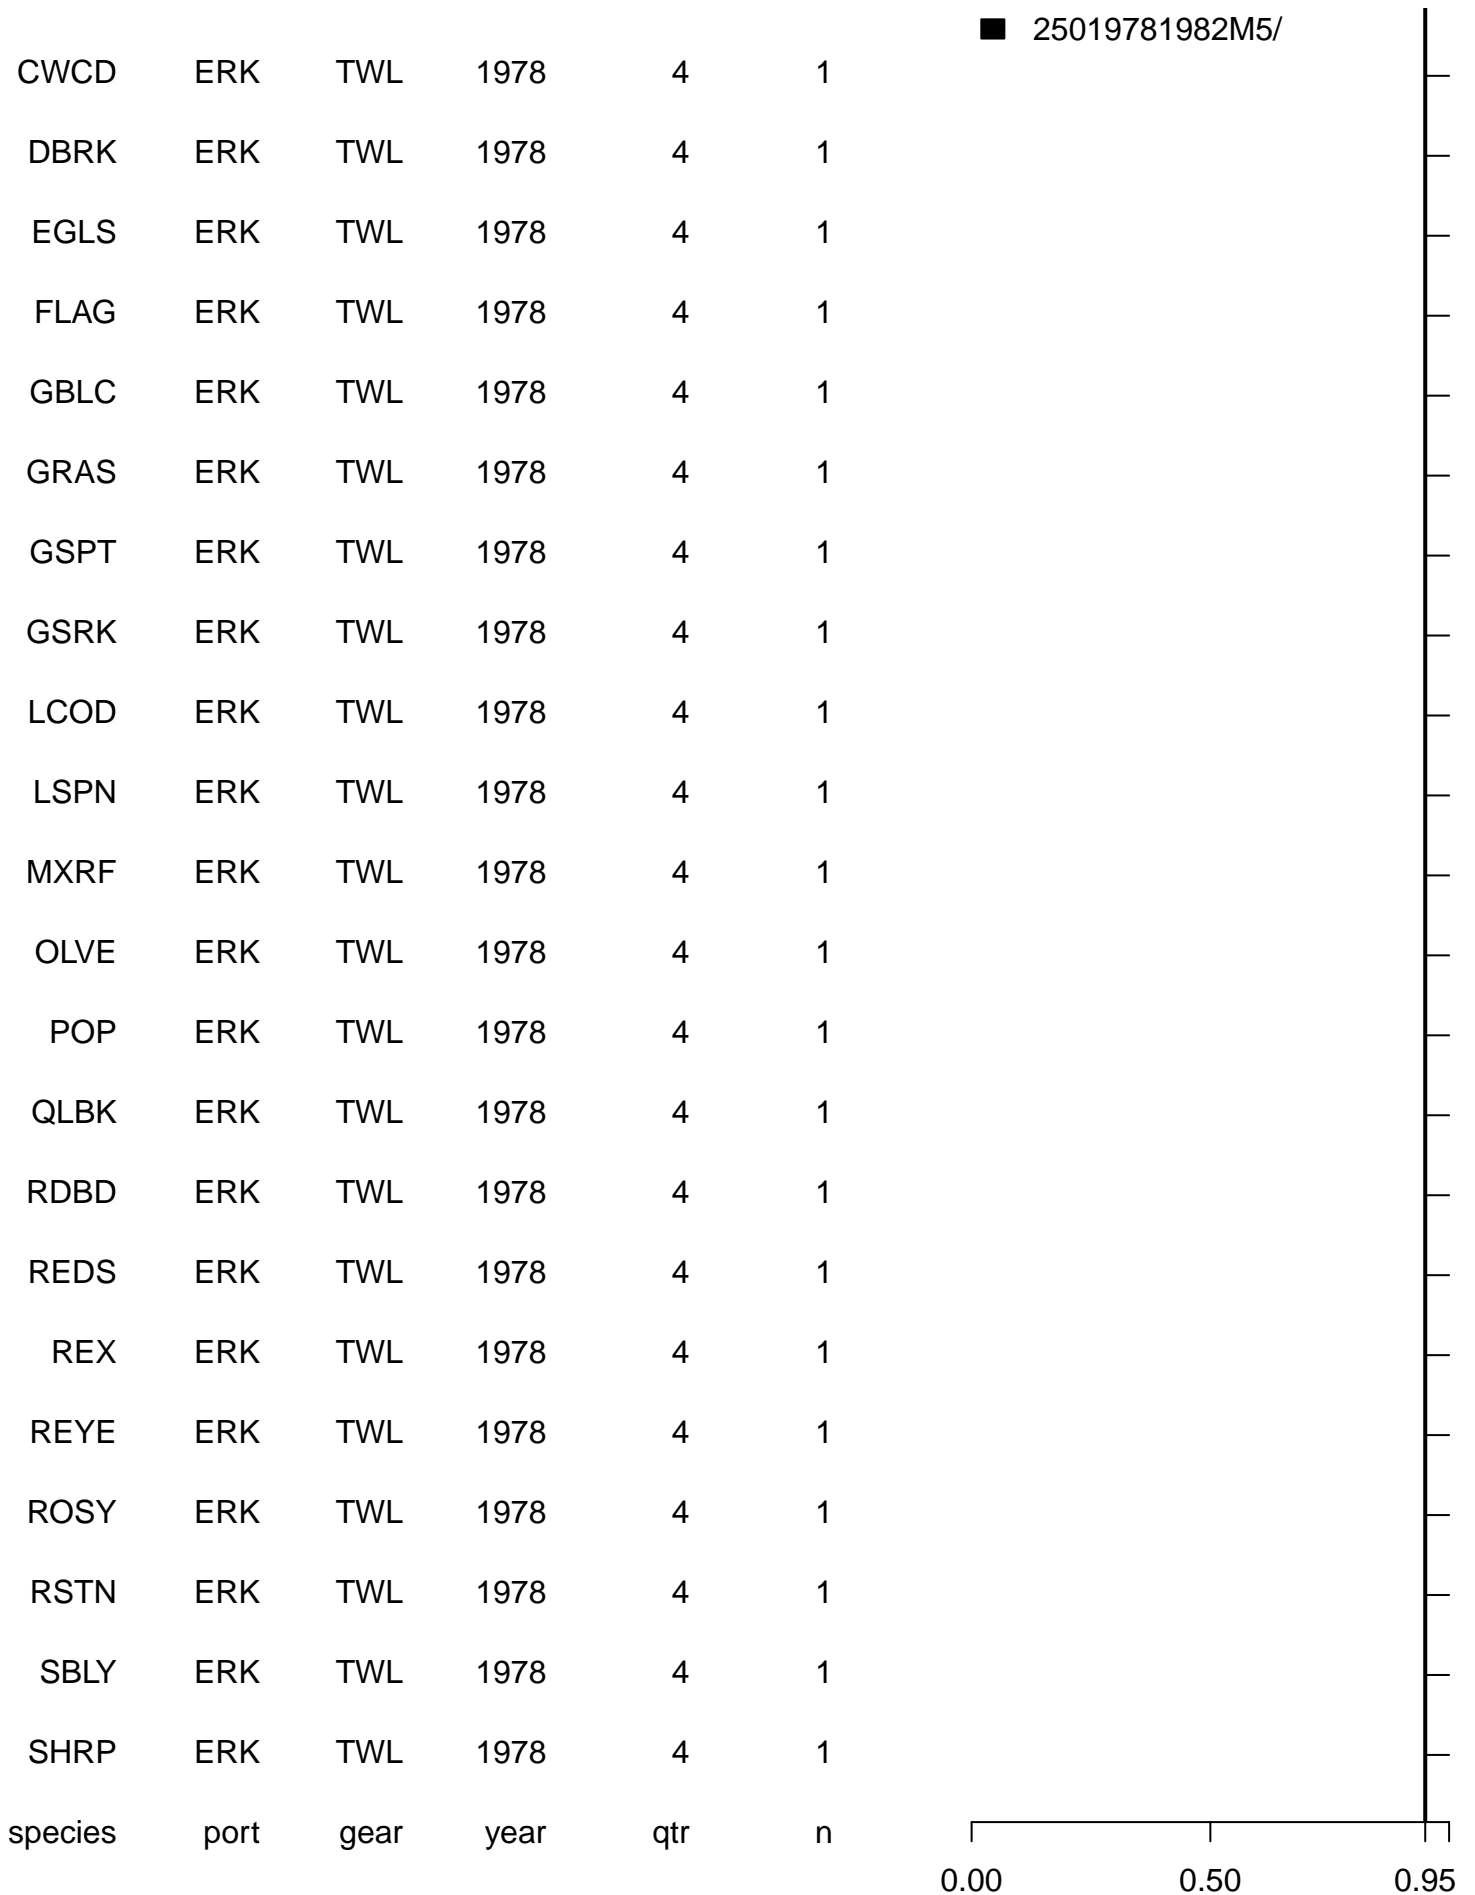 25019781982M5/
CWCD ERK TWL 1978 4 1
DBRK ERK TWL 1978 4 1
EGLS ERK TWL 1978 4 1
FLAG ERK TWL 1978 4 1
GBLC ERK TWL 1978 4 1
GRAS ERK TWL 1978 4 1
GSPT ERK TWL 1978 4 1
GSRK ERK TWL 1978 4 1
LCOD ERK TWL 1978 4 1
LSPN ERK TWL 1978 4 1
MXRF ERK TWL 1978 4 1
OLVE ERK TWL 1978 4 1
POP ERK TWL 1978 4 1
QLBK ERK TWL 1978 4 1
RDBD ERK TWL 1978 4 1
REDS ERK TWL 1978 4 1
REX ERK TWL 1978 4 1
REYE ERK TWL 1978 4 1
ROSY ERK TWL 1978 4 1
RSTN ERK TWL 1978 4 1
SBLY ERK TWL 1978 4 1
SHRP ERK TWL 1978 4 1
species port gear year qtr n
0.00 0.50 0.95